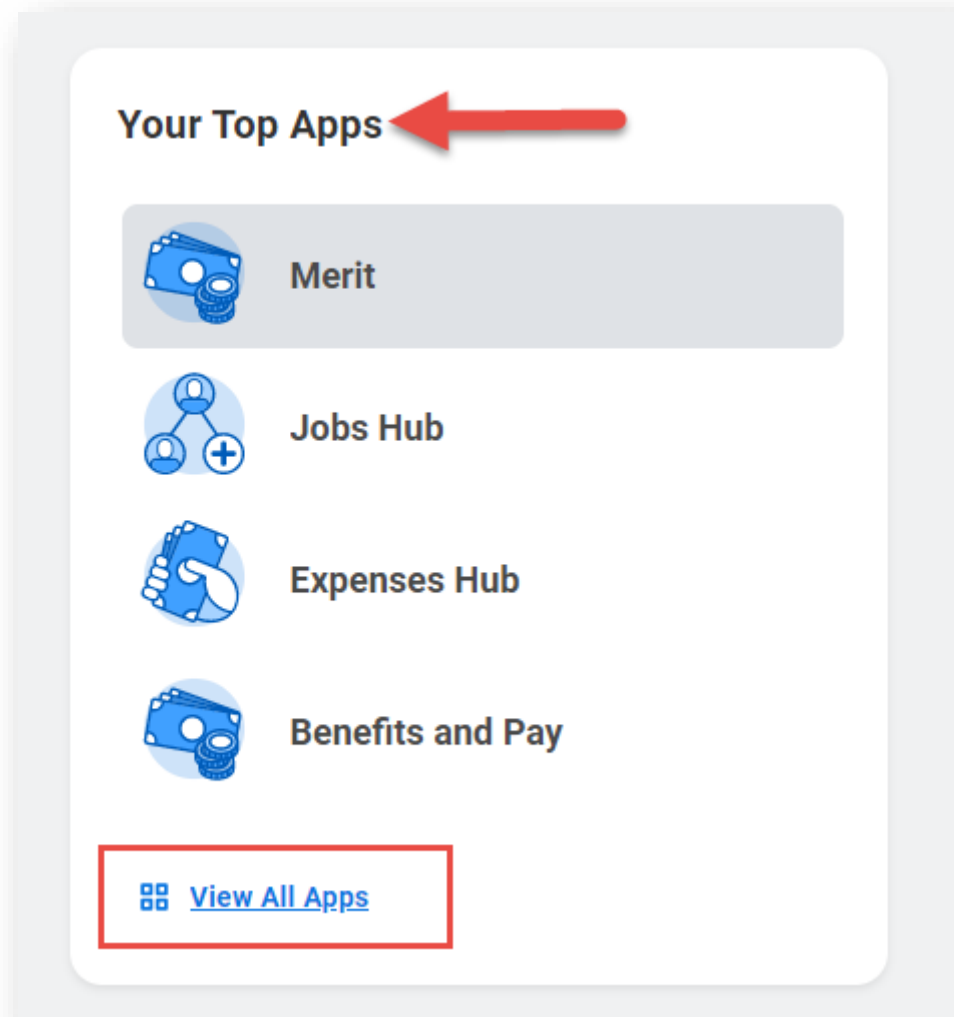 Your Top Apps
Merit
Jobs Hub
Expenses Hub
Benefits and Pay
View All Apps